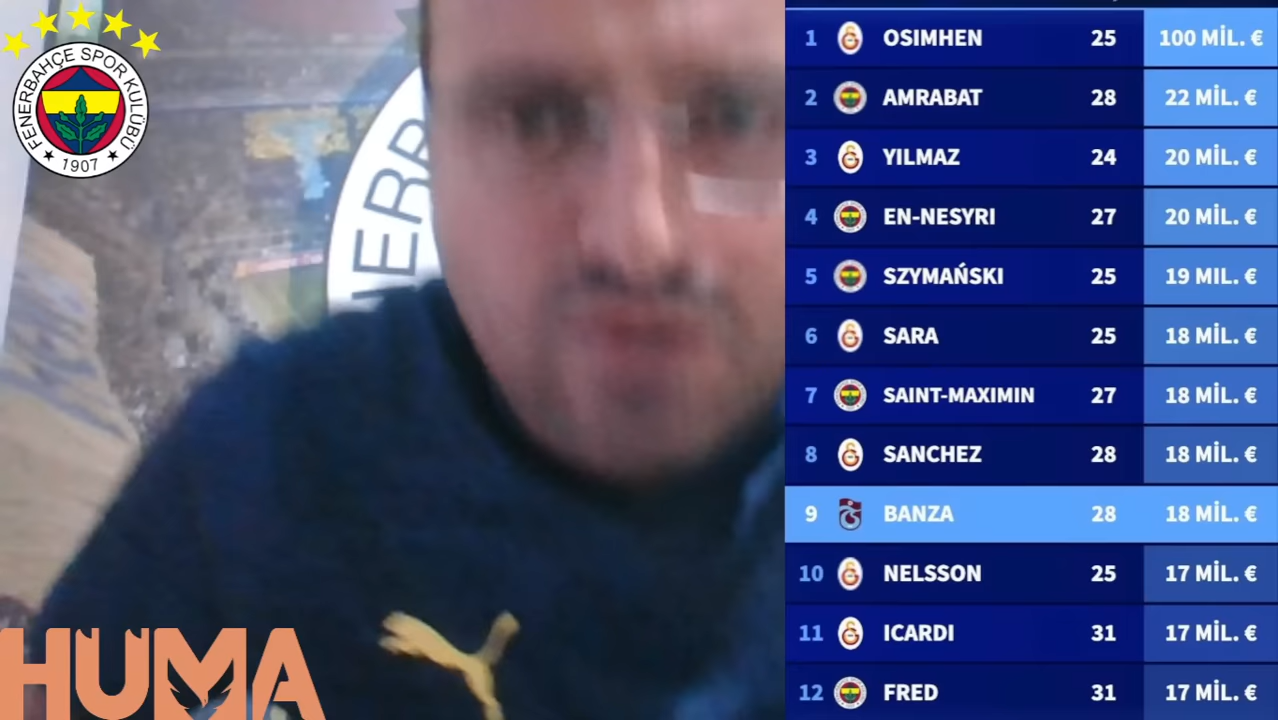 FENERBAHÇE SPOR KULÜBÜ
1907
NERB
HUMA
1 OSIMHEN 25 100 MİL. €
2 AMRABAT 28 22 MİL. €
3 YILMAZ 24 20 MİL. €
4 EN-NESYRI 27 20 MİL. €
5 SZYMAŃSKI 25 19 MIL. €
6 SARA 25 18 MİL. €
7 SAINT-MAXIMIN 27 18 MİL. €
8 SANCHEZ 28 18 MİL. €
9 BANZA 28 18 MİL. €
10 NELSSON 25 17 MİL. €
11 ICARDI 31 17 MİL. €
12 FRED 31 17 MİL. €